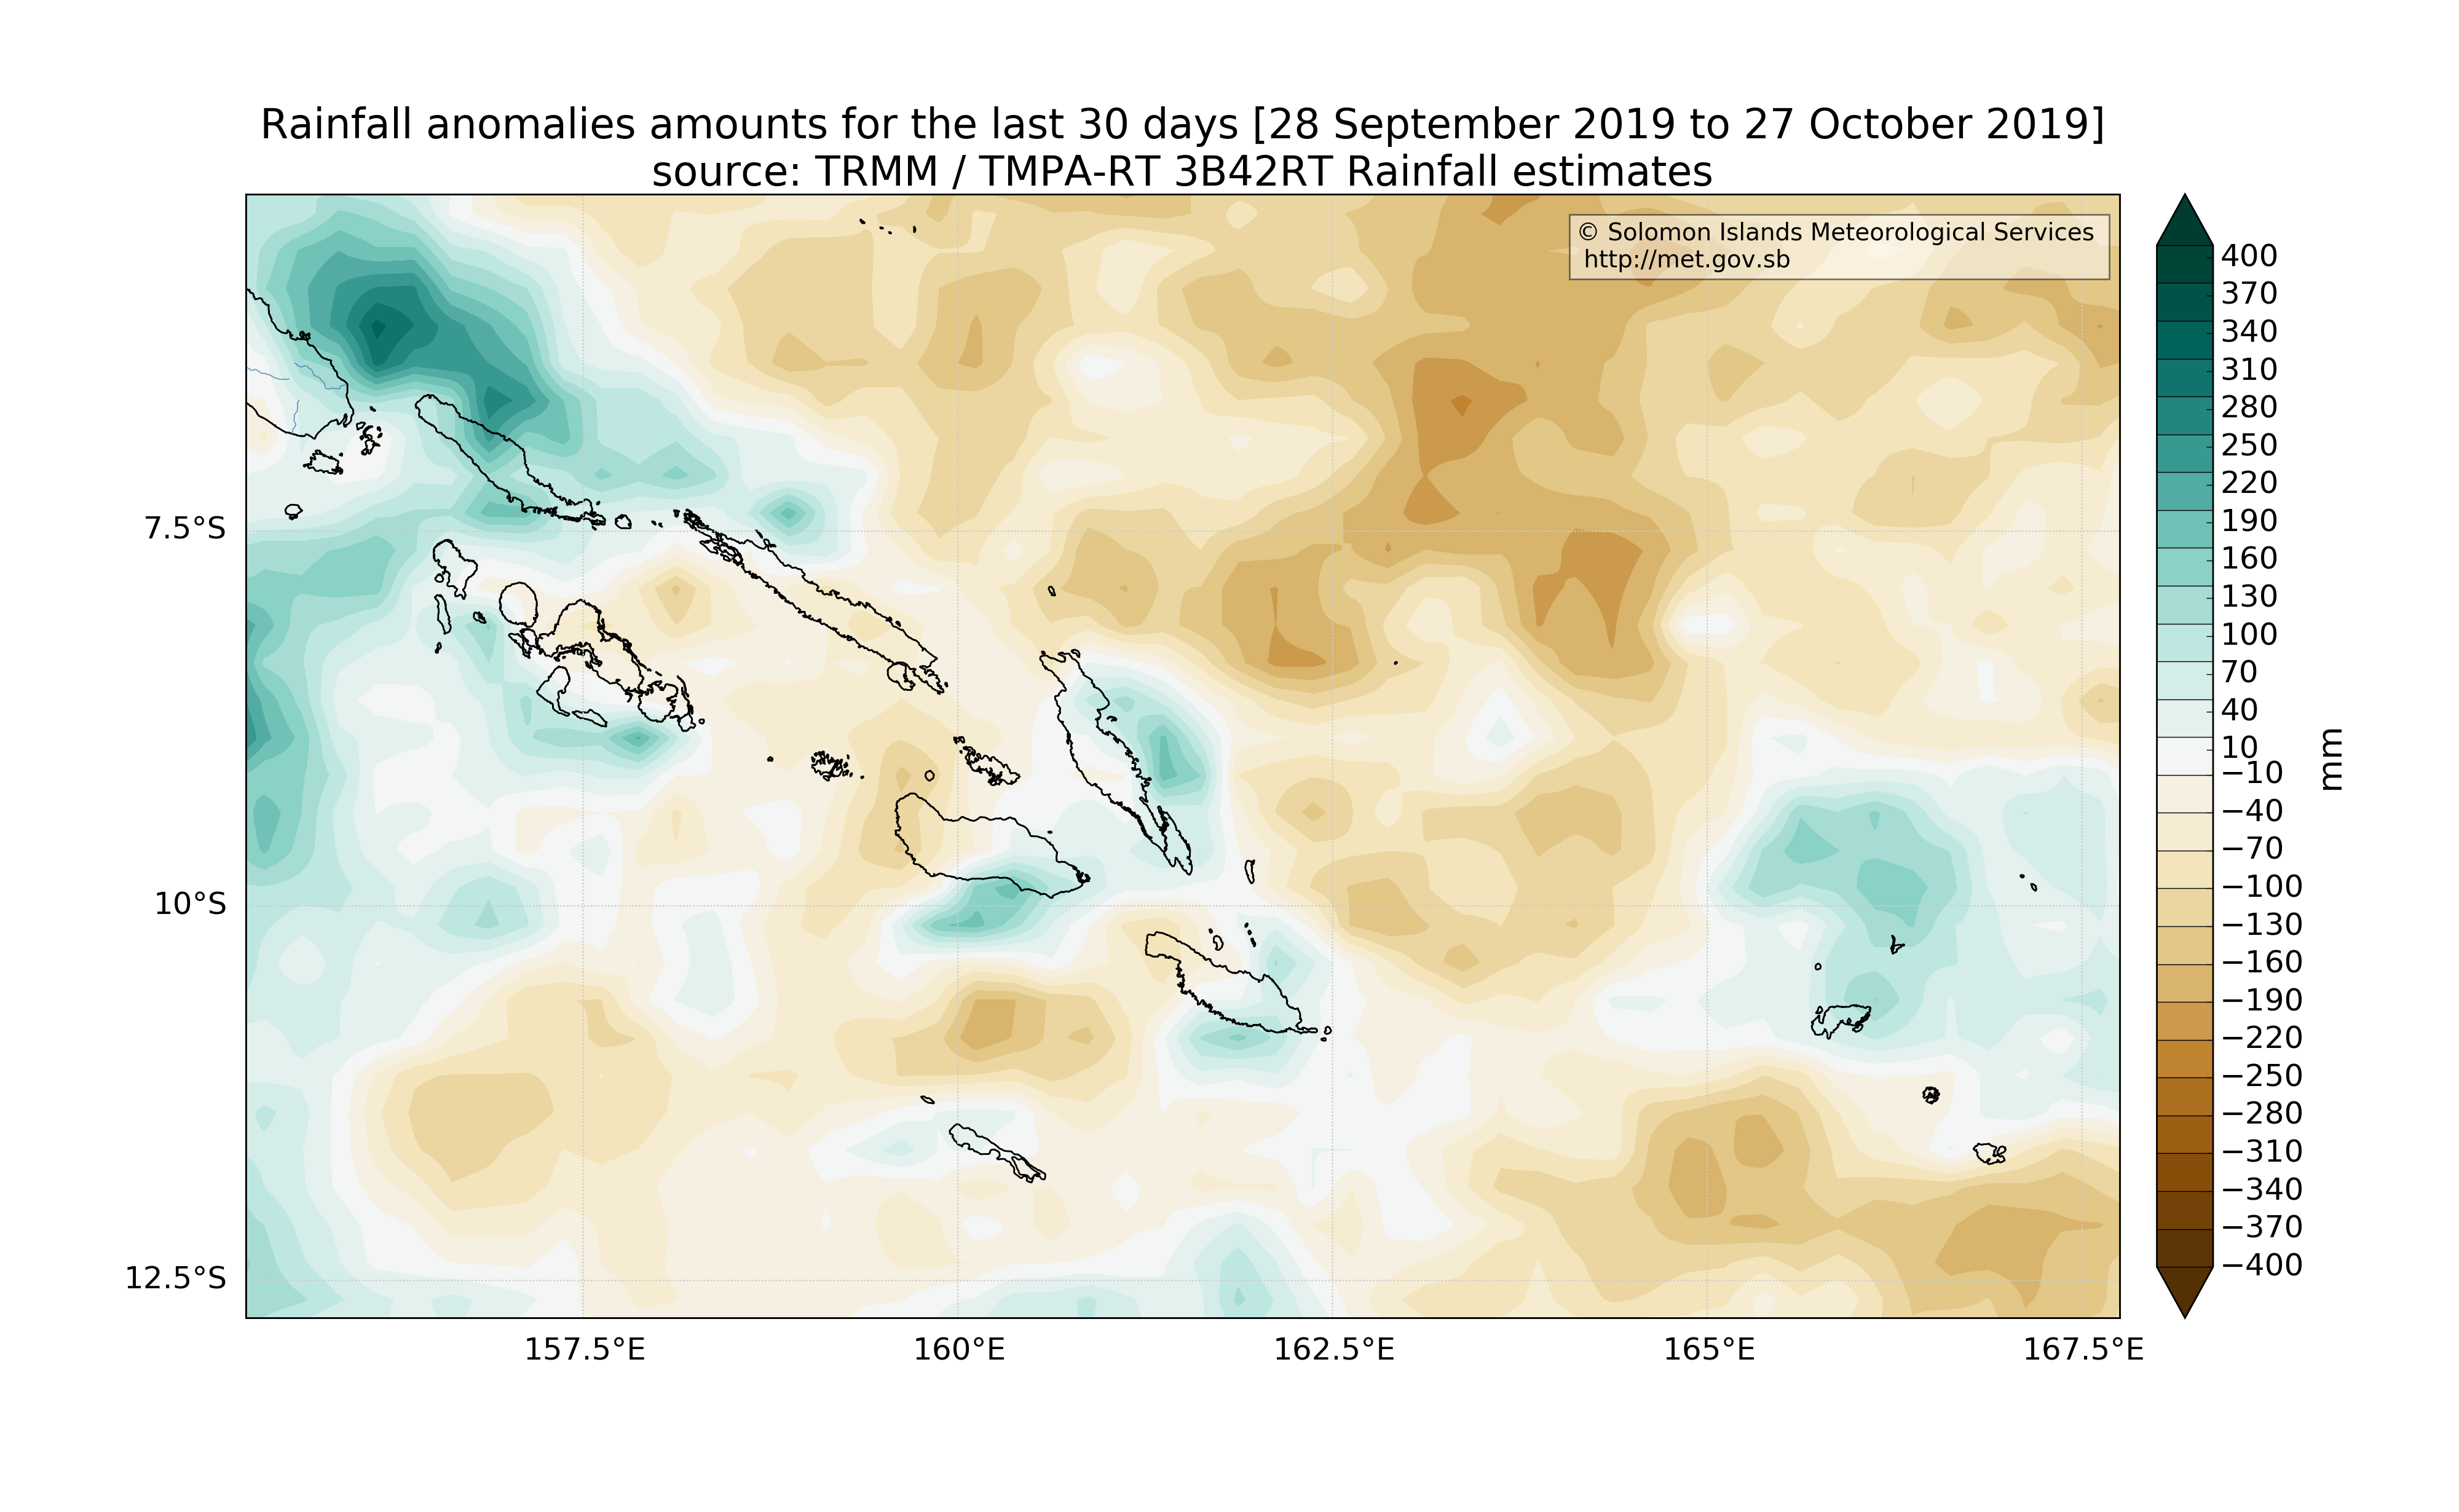 Rainfall anomalies amounts for the last 30 days [28 September 2019 to 27 October 2019]
source: TRMM / TMPA-RT 3B42RT Rainfall estimates
© Solomon Islands Meteorological Services
http://met.gov.sb
7.5°S
10°S
12.5°S
157.5°E
160°E
162.5°E
165°E
167.5°E
400
370
340
310
280
250
220
190
160
130
100
70
40
10
−10
−40
−70
−100
−130
−160
−190
−220
−250
−280
−310
−340
−370
−400
mm